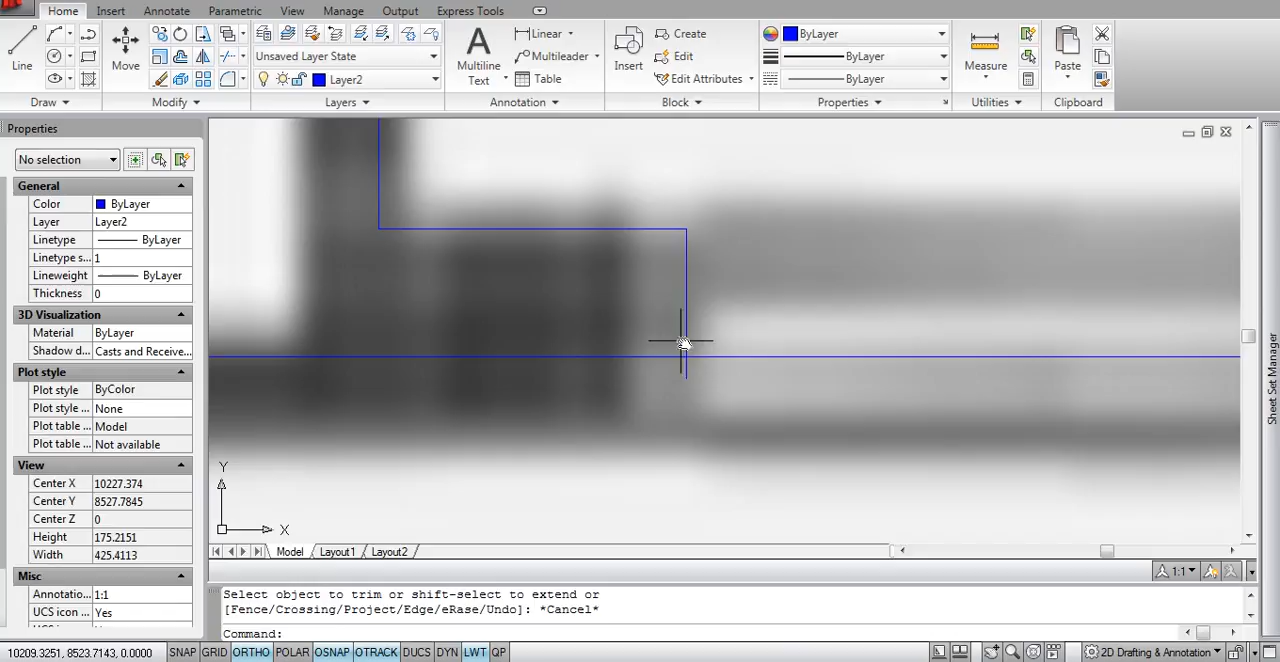 Home Insert Annotate Parametric View Manage Output Express Tools
Line
Move
Unsaved Layer State
Layer2
Multiline
Text
Linear
Multileader
Table
Insert
Create
Edit
Edit Attributes
ByLayer
ByLayer
ByLayer
Measure
Paste
Draw Modify Layers Annotation Block Properties Utilities Clipboard
Properties
No selection
General
Color ByLayer
Layer Layer2
Linetype ByLayer
Linetype s... 1
Lineweight ByLayer
Thickness 0
3D Visualization
Material ByLayer
Shadow d... Casts and Receive...
Plot style
Plot style ByColor
Plot style ... None
Plot table ... Model
Plot table ... Not available
View
Center X 10227.374
Center Y 8527.7845
Center Z 0
Height 175.2151
Width 425.4113
Misc
Annotatio... 1:1
UCS icon ... Yes
Y
X
Sheet Set Manager
Model Layout1 Layout2
1:1
Select object to trim or shift-select to extend or
[Fence/Crossing/Project/Edge/eRase/Undo]: *Cancel*
Command:
10209.3251, 8523.7143, 0.0000 SNAP GRID ORTHO POLAR OSNAP OTRACK DUCS DYN LWT QP 2D Drafting & Annotation